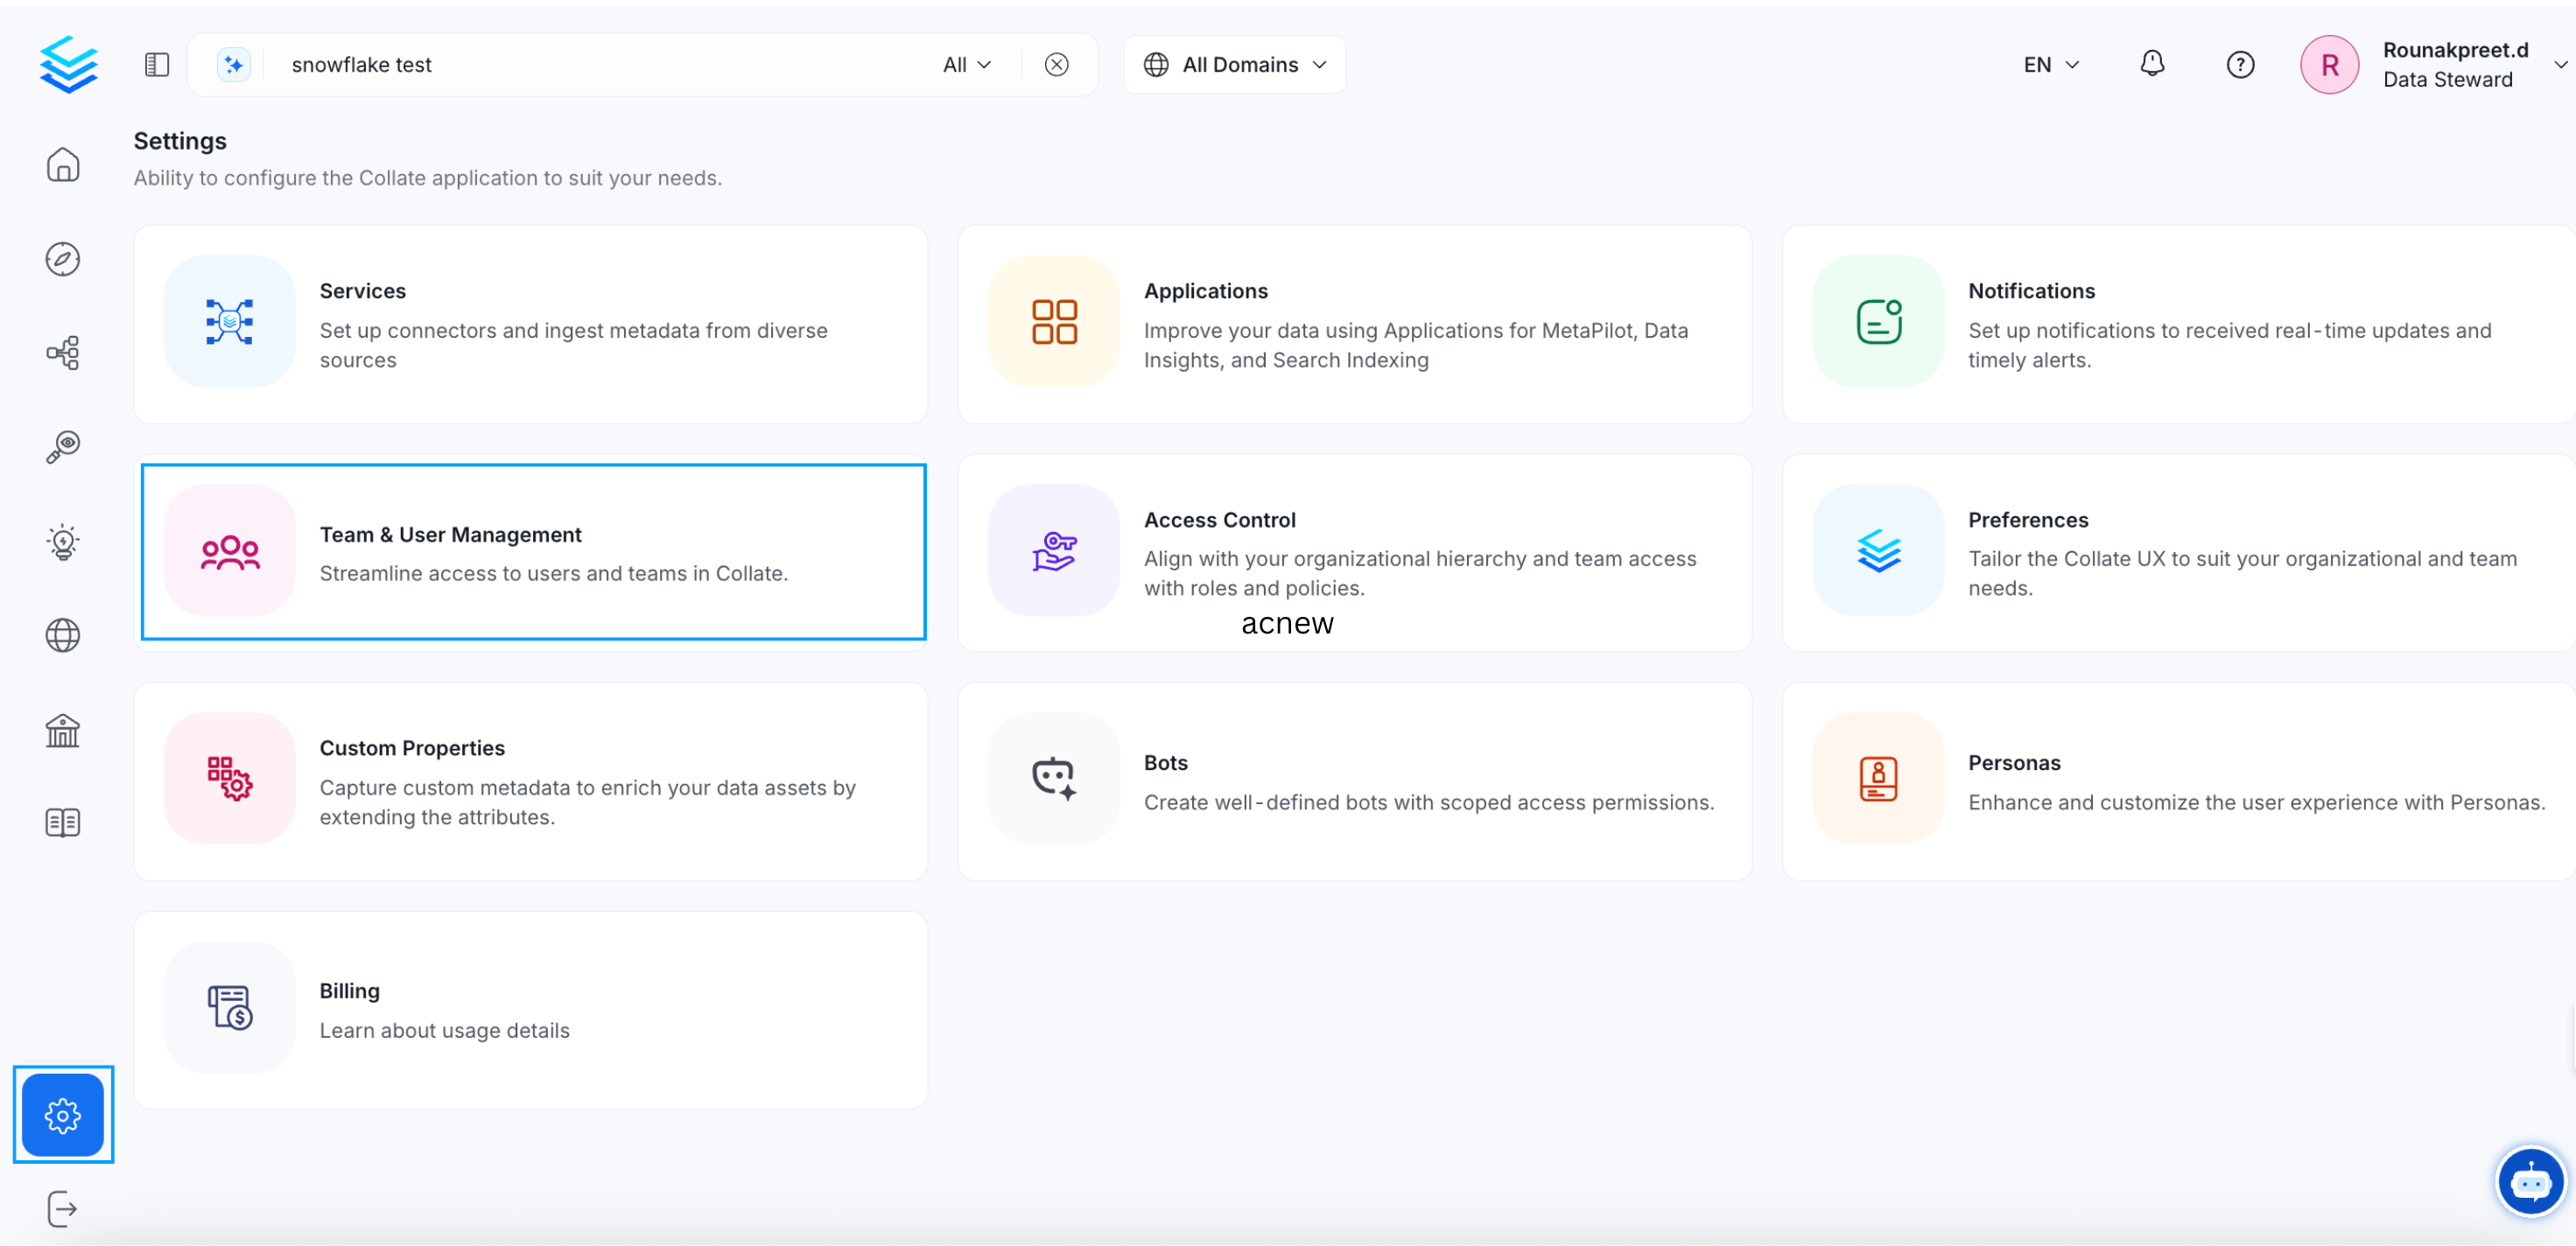 snowflake test
All
All Domains
EN
R
Rounakpreet.d
Data Steward
Settings
Ability to configure the Collate application to suit your needs.
Services
Set up connectors and ingest metadata from diverse
sources
Applications
Improve your data using Applications for MetaPilot, Data
Insights, and Search Indexing
Notifications
Set up notifications to received real-time updates and
timely alerts.
Team & User Management
Streamline access to users and teams in Collate.
Access Control
Align with your organizational hierarchy and team access
with roles and policies.
acnew
Preferences
Tailor the Collate UX to suit your organizational and team
needs.
Custom Properties
Capture custom metadata to enrich your data assets by
extending the attributes.
Bots
Create well-defined bots with scoped access permissions.
Personas
Enhance and customize the user experience with Personas.
Billing
Learn about usage details